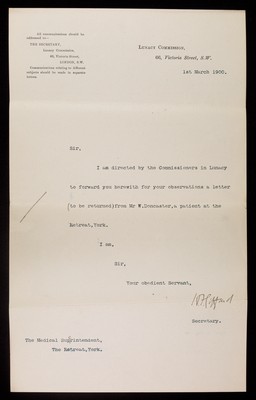 All communications should be
addressed to—
THE SECRETARY,
Lunacy Commission,
66, Victoria Street,
LONDON, S.W.
Communications relating to different
subjects should be made in separate
letters.
LUNACY COMMISSION,
66, Victoria Street, S.W.
1st March 1902,
Sir,
I am directed by the Commissioners in Lunacy
to forward you herewith for your observations a letter
(to be returned)from Mr W.Doncaster,a patient at the
Retreat,York.
I am,
Sir,
Your obedient Servant,
Secretary.
The Medical Superintendent,
The Retreat,York.